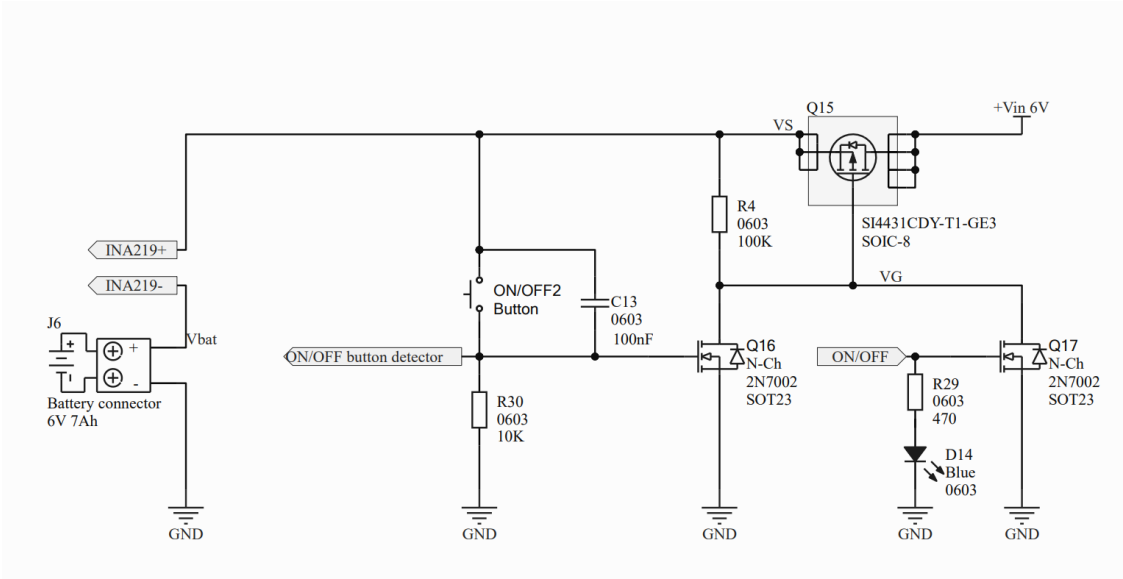 Q15
+Vin 6V
VS
R4
0603
100K
SI4431CDY-T1-GE3
SOIC-8
INA219+
INA219-
VG
ON/OFF2
Button
C13
0603
100nF
J6
+
-
+
-
Vbat
ON/OFF button detector
Q16
N-Ch
2N7002
SOT23
ON/OFF
Q17
N-Ch
2N7002
SOT23
Battery connector
6V 7Ah
R30
0603
10K
R29
0603
470
D14
Blue
0603
GND
GND
GND
GND
GND